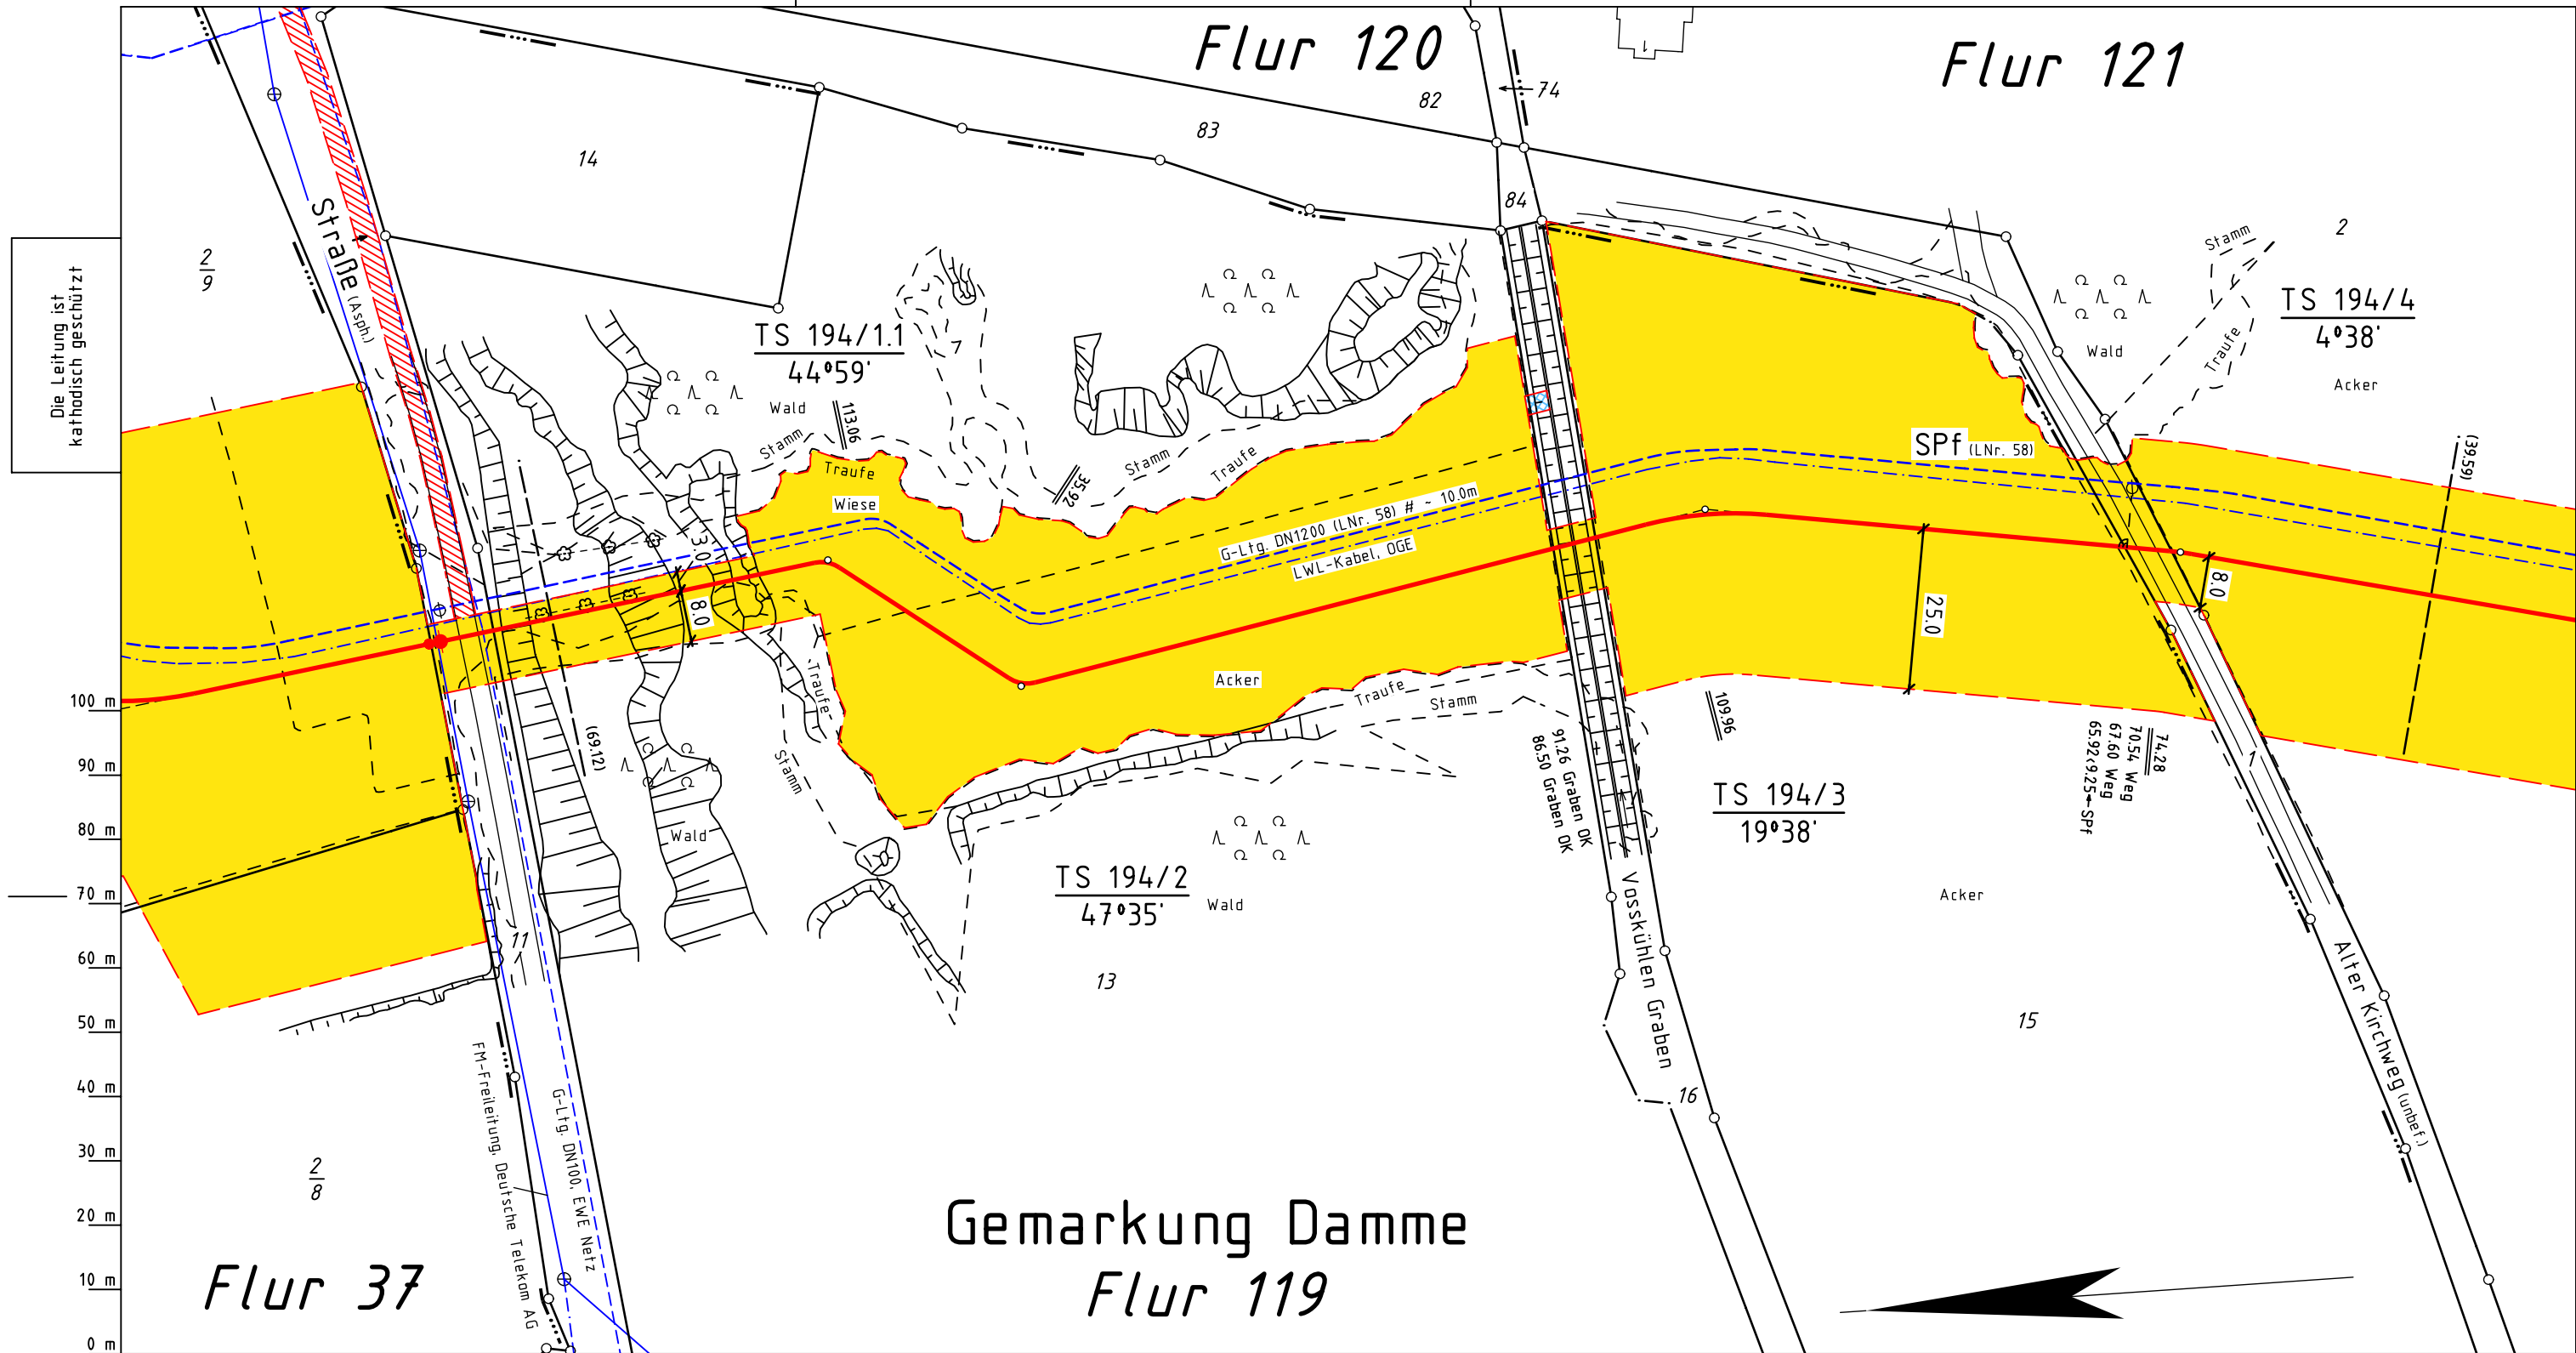 Flur 120
Flur 121
82
74
83
14
84
2
Straße (Asph.)
2
9
Die Leitung ist
kathodisch geschützt
TS 194/1.1
44°59'
Wald
113.06
Stamm
Traufe
Wiese
35.92
Stamm
Traufe
Stamm
Traufe
TS 194/4
4°38'
Wald
Acker
SPf (LNr. 58)
(39.59)
G-Ltg. DN1200 (LNr. 58) # ~ 10.0m
LWL-Kabel, OGE
3.0
8.0
25.0
8.0
Acker
Traufe
Stamm
Traufe
Stamm
(69.12)
Wald
109.96
91.26 Graben OK
86.50 Graben OK
74.28
70.54 Weg
67.60 Weg
65.92<9.25←SPf
TS 194/3
19°38'
TS 194/2
47°35'
Wald
Acker
11
13
15
16
1
1
Vosskühlen Graben
Alter Kirchweg (unbef.)
FM-Freileitung, Deutsche Telekom AG
G-Ltg. DN100, EWE Netz
2
8
Gemarkung Damme
Flur 119
Flur 37
100 m
90 m
80 m
70 m
60 m
50 m
40 m
30 m
20 m
10 m
0 m